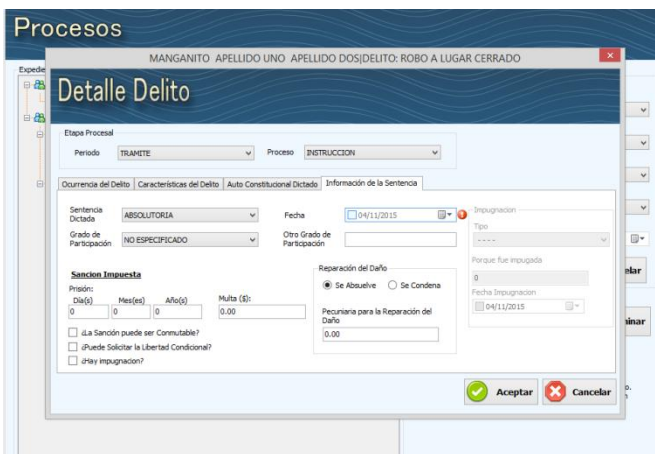 Procesos
MANGANITO APELLIDO UNO APELLIDO DOS|DELITO: ROBO A LUGAR CERRADO
Expedie
Detalle Delito
Etapa Procesal
Periodo TRAMITE Proceso INSTRUCCION
Ocurrencia del Delito Características del Delito Auto Constitucional Dictado Información de la Sentencia
Sentencia Dictada ABSOLUTORIA Fecha 04/11/2015
Grado de Participación NO ESPECIFICADO Otro Grado de Participación
Impugnacion
Tipo
----
Porque fue impugada
0
Fecha Impugnacion
04/11/2015
Sancion Impuesta
Prisión:
Día(s) Mes(es) Año(s) Multa ($):
0 0 0 0.00
¿La Sanción puede ser Conmutable?
¿Puede Solicitar la Libertad Condicional?
¿Hay impugnacion?
Reparación del Daño
Se Absuelve Se Condena
Pecuniaria para la Reparación del
Daño
0.00
Aceptar Cancelar
elar
inar